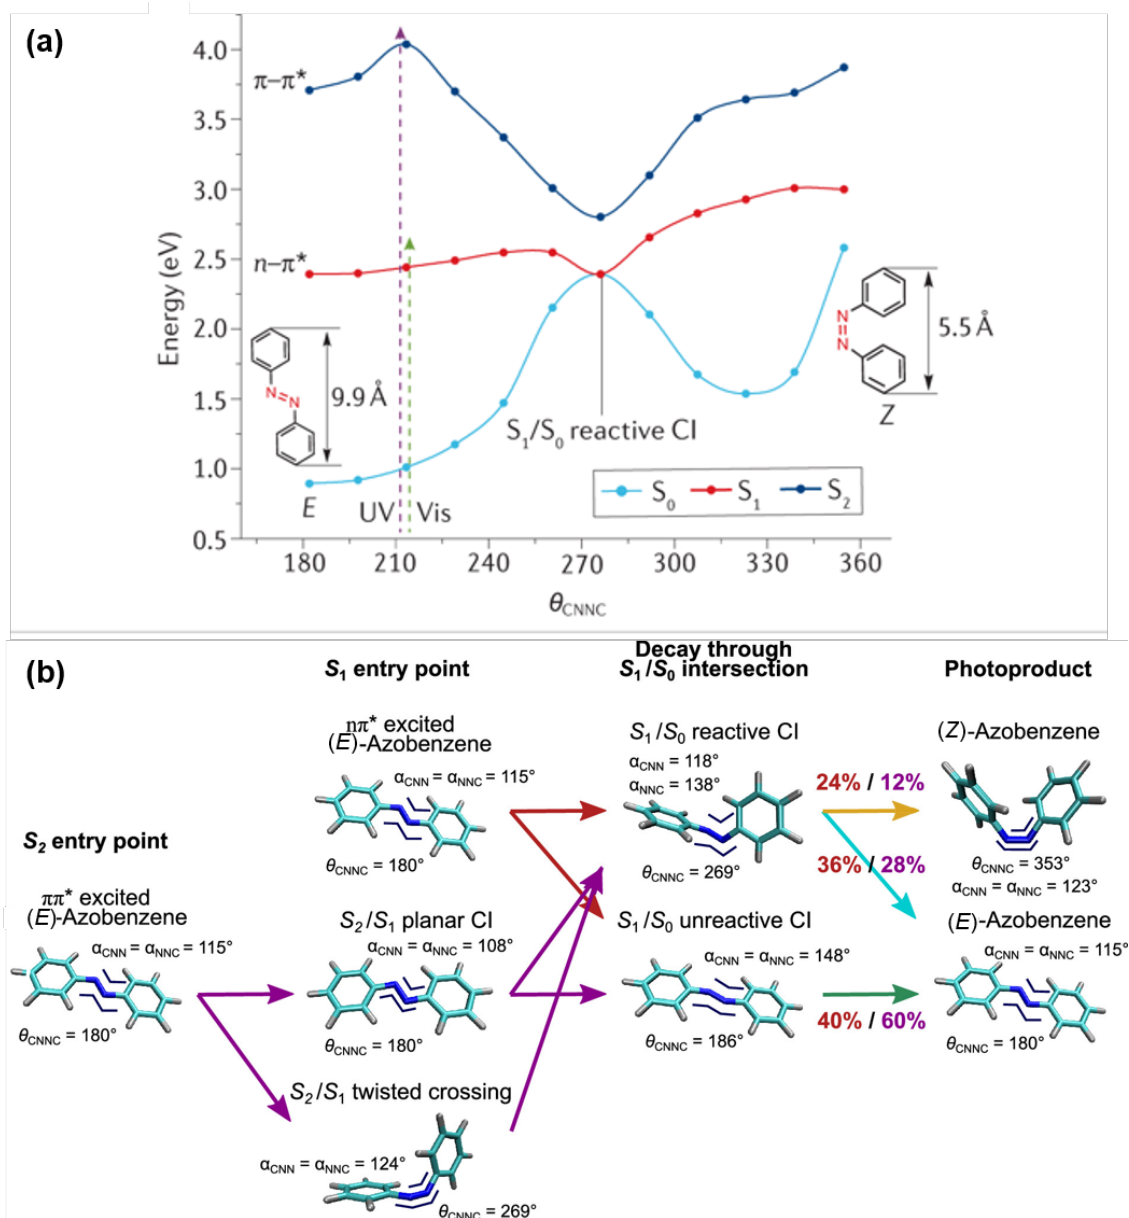 (a)
4.0
3.5
3.0
2.5
2.0
1.5
1.0
0.5
Energy (eV)
π–π*
n–π*
N=N
9.9 Å
E
UV
Vis
S₁/S₀ reactive CI
N
N
5.5 Å
Z
S₀
S₁
S₂
180
210
240
270
300
330
360
θCNNC
(b)
S₁ entry point
Decay through
S₁/S₀ intersection
Photoproduct
nπ* excited
(E)-Azobenzene
αCNN = αNNC = 115°
θCNNC = 180°
S₁/S₀ reactive CI
αCNN = 118°
αNNC = 138°
θCNNC = 269°
24% / 12%
36% / 28%
(Z)-Azobenzene
θCNNC = 353°
αCNN = αNNC = 123°
S₂ entry point
ππ* excited
(E)-Azobenzene
αCNN = αNNC = 115°
θCNNC = 180°
S₂/S₁ planar CI
αCNN = αNNC = 108°
θCNNC = 180°
S₁/S₀ unreactive CI
αCNN = αNNC = 148°
θCNNC = 186°
40% / 60%
(E)-Azobenzene
αCNN = αNNC = 115°
θCNNC = 180°
S₂/S₁ twisted crossing
αCNN = αNNC = 124°
θCNNC = 269°